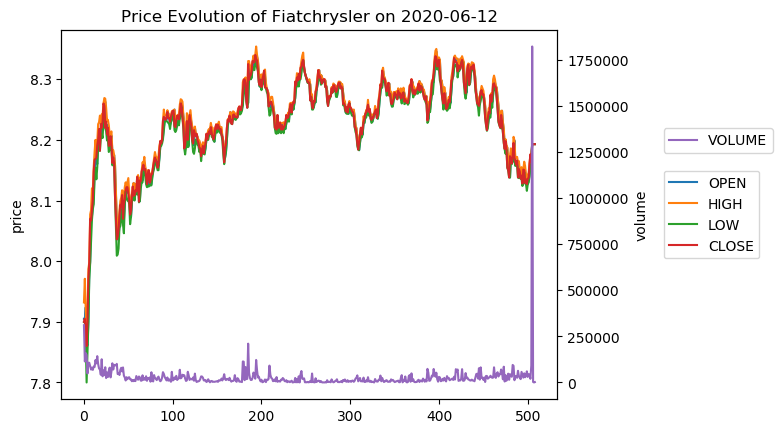 Price Evolution of Fiatchrysler on 2020-06-12
price
8.3
8.2
8.1
8.0
7.9
7.8
0
100
200
300
400
500
1750000
1500000
1250000
1000000
750000
500000
250000
0
volume
VOLUME
OPEN
HIGH
LOW
CLOSE